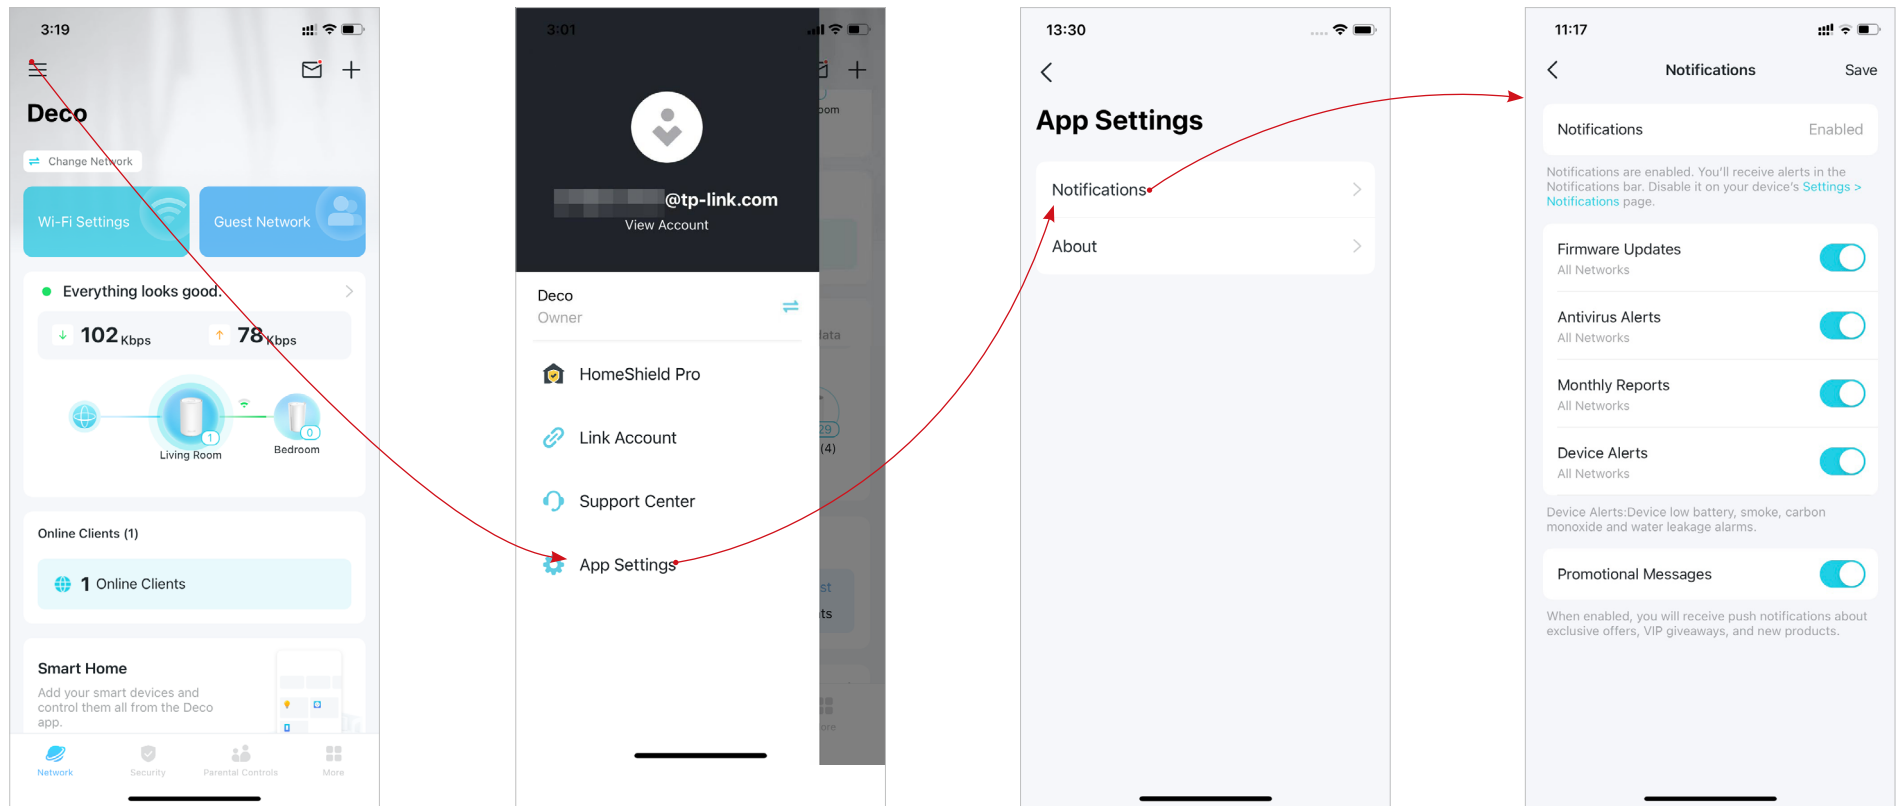 3:19
Deco
Change Network
Wi-Fi Settings
Guest Network
Everything looks good.
102 Kbps
78 Kbps
1
0
Living Room
Bedroom
Online Clients (1)
1 Online Clients
Smart Home
Add your smart devices and
control them all from the Deco
app.
Network
Security
Parental Controls
More
3:01
@tp-link.com
View Account
Deco
Owner
HomeShield Pro
Link Account
Support Center
App Settings
data
29
(4)
13:30
App Settings
Notifications
About
11:17
Notifications
Save
Notifications
Enabled
Notifications are enabled. You'll receive alerts in the
Notifications bar. Disable it on your device's Settings >
Notifications page.
Firmware Updates
All Networks
Antivirus Alerts
All Networks
Monthly Reports
All Networks
Device Alerts
All Networks
Device Alerts:Device low battery, smoke, carbon
monoxide and water leakage alarms.
Promotional Messages
When enabled, you will receive push notifications about
exclusive offers, VIP giveaways, and new products.